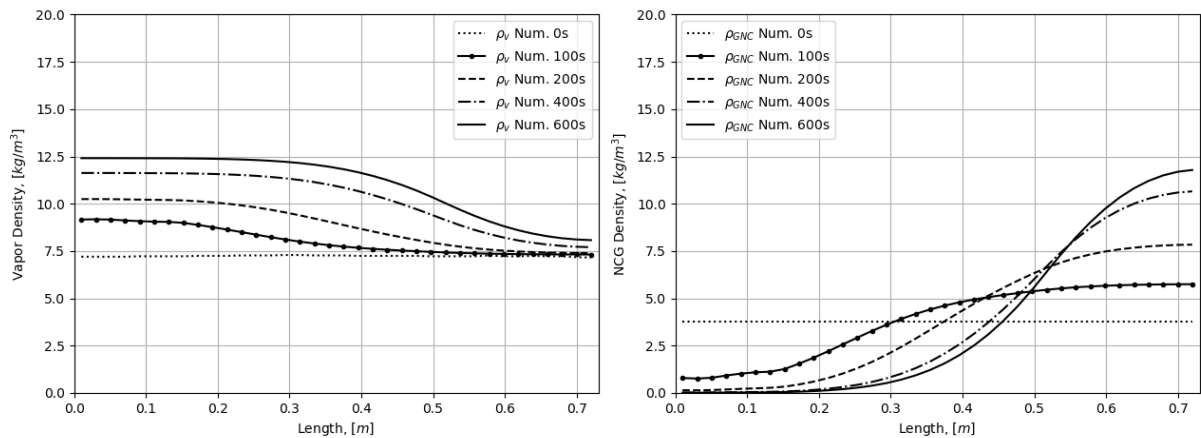 20.0
17.5
15.0
12.5
10.0
7.5
5.0
2.5
0.0
Vapor Density, [kg/m³]
ρᵥ Num. 0s
ρᵥ Num. 100s
ρᵥ Num. 200s
ρᵥ Num. 400s
ρᵥ Num. 600s
0.0 0.1 0.2 0.3 0.4 0.5 0.6 0.7
Length, [m]
20.0
17.5
15.0
12.5
10.0
7.5
5.0
2.5
0.0
NCG Density, [kg/m³]
ρGNC Num. 0s
ρGNC Num. 100s
ρGNC Num. 200s
ρGNC Num. 400s
ρGNC Num. 600s
0.0 0.1 0.2 0.3 0.4 0.5 0.6 0.7
Length, [m]